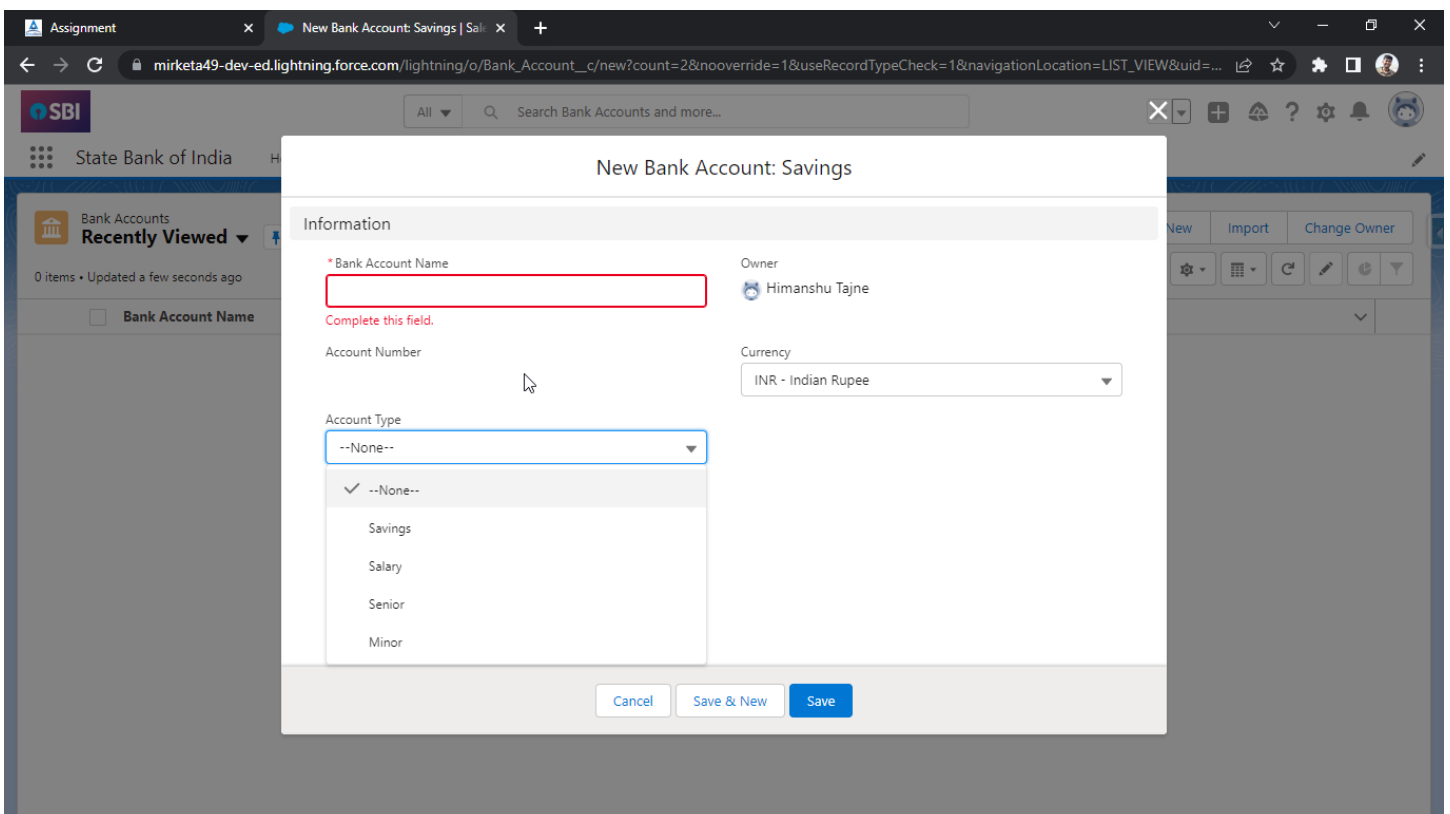 Assignment
New Bank Account: Savings | Sale
mirketa49-dev-ed.lightning.force.com/lightning/o/Bank_Account__c/new?count=2&nooverride=1&useRecordTypeCheck=1&navigationLocation=LIST_VIEW&uid=...
SBI
All
Search Bank Accounts and more...
State Bank of India
H
New Bank Account: Savings
Bank Accounts
Recently Viewed
New
Import
Change Owner
0 items • Updated a few seconds ago
Bank Account Name
Information
*Bank Account Name
Owner
Himanshu Tajne
Complete this field.
Account Number
Currency
INR - Indian Rupee
Account Type
--None--
--None--
Savings
Salary
Senior
Minor
Cancel
Save & New
Save